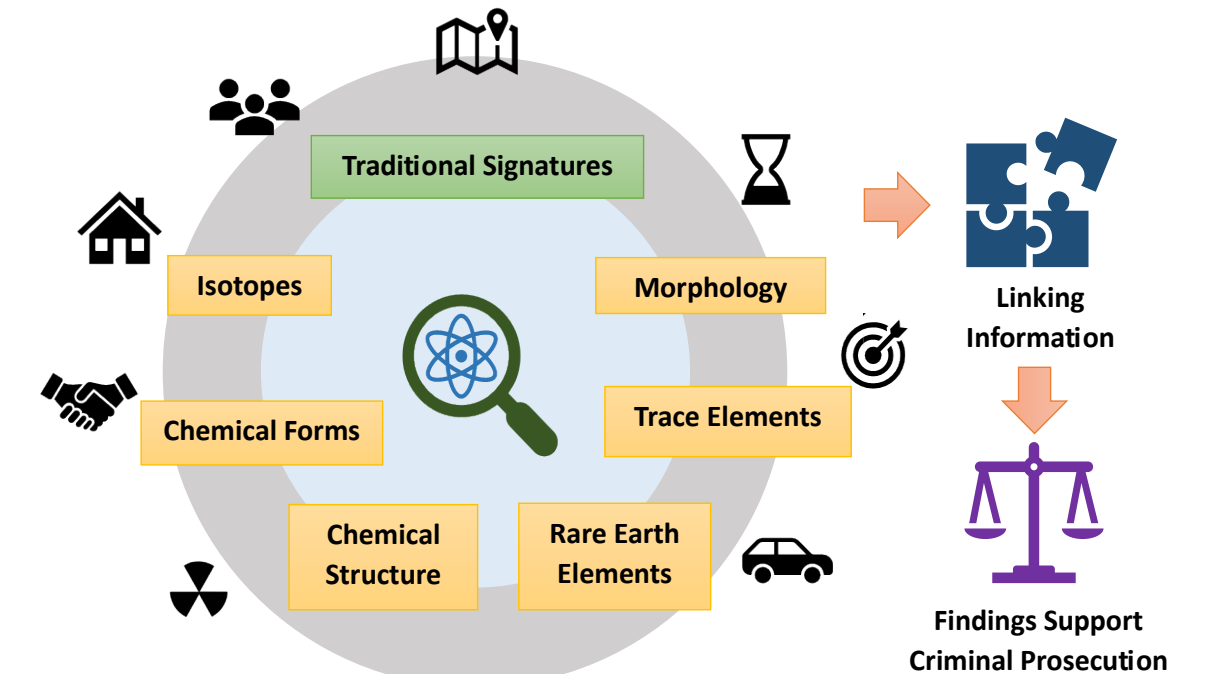 Traditional Signatures
Isotopes
Morphology
Chemical Forms
Trace Elements
Chemical
Structure
Rare Earth
Elements
Linking
Information
Findings Support
Criminal Prosecution